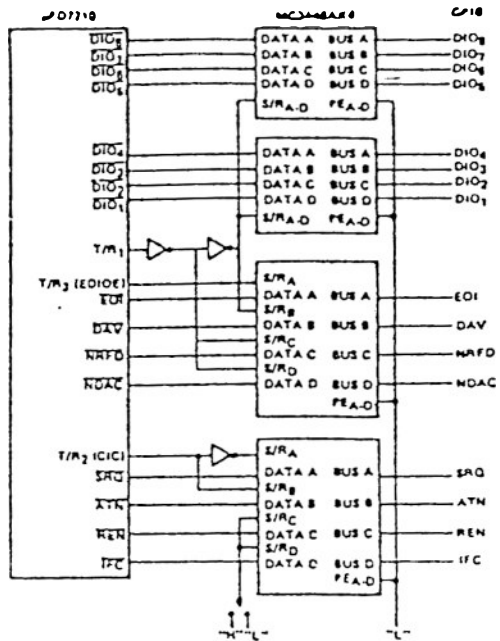 GPIB
DIO8 DATA A BUS A DIO8
DIO7 DATA B BUS B DIO7
DIO6 DATA C BUS C DIO6
DIO5 DATA D BUS D DIO5
S/RA-D PEA-D
DIO4 DATA A BUS A DIO4
DIO3 DATA B BUS B DIO3
DIO2 DATA C BUS C DIO2
DIO1 DATA D BUS D DIO1
T/R1 S/RA-D PEA-D
T/R3 (EOIOE) S/RA
EOI DATA A BUS A EOI
S/RB
DAV DATA B BUS B DAV
S/RC
NRFD DATA C BUS C NRFD
S/RD
NDAC DATA D BUS D NDAC
PEA-D
T/R2 (CIC) S/RA
SRQ DATA A BUS A SRQ
S/RB
ATN DATA B BUS B ATN
S/RC
REN DATA C BUS C REN
S/RD
IFC DATA D BUS D IFC
PEA-D
"H" "L" "L"